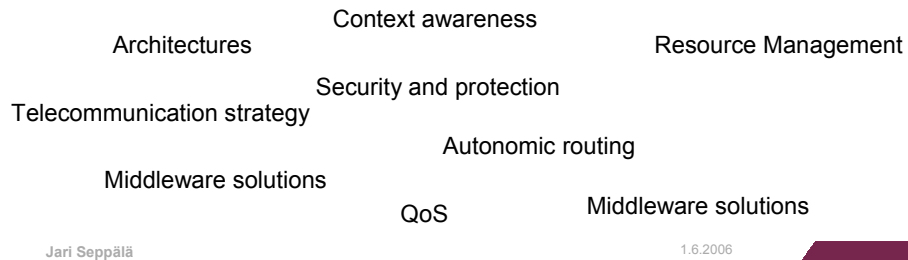 Context awareness
Architectures
Resource Management
Security and protection
Telecommunication strategy
Autonomic routing
Middleware solutions
QoS
Middleware solutions
Jari Seppälä
1.6.2006